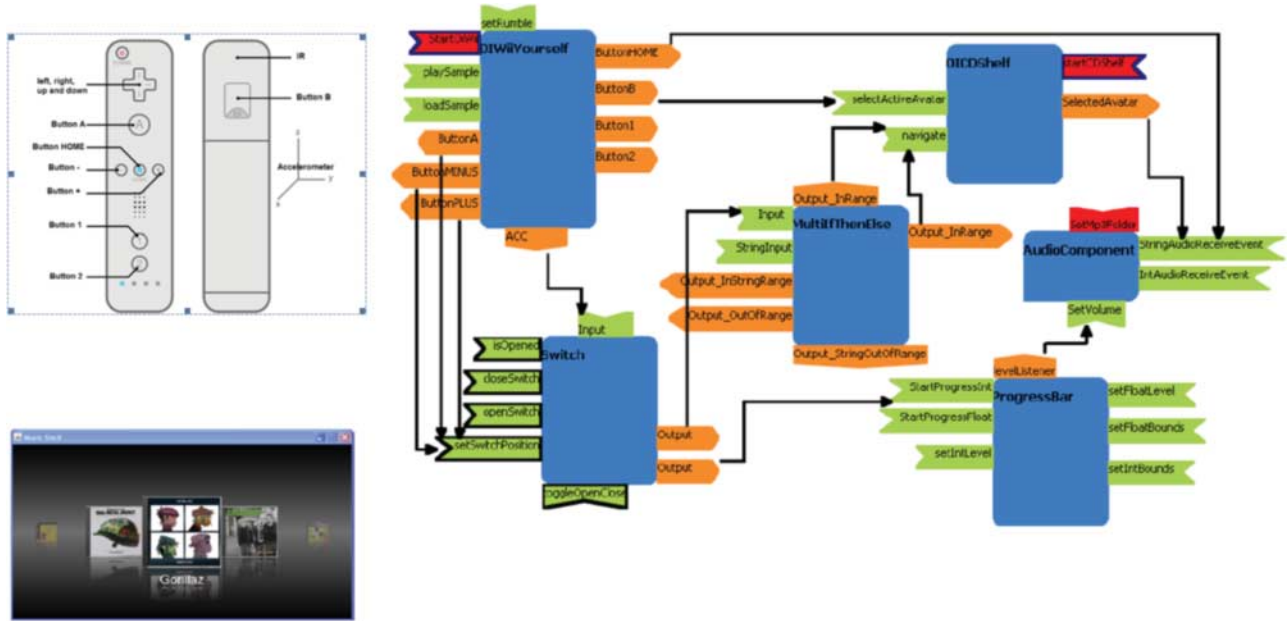 IR
left, right,
up and down
Button B
Button A
Button HOME
Button -
Button +
Accelerometer
z
y
x
Button 1
Button 2
Music Shelf
Gorillaz
setRumble
DIWiiYourself
playSample
loadSample
ButtonA
ButtonMINUS
ButtonPLUS
ACC
ButtonHOME
ButtonB
Button1
Button2
DICDShelf
startCDShelf
selectActiveAvatar
SelectedAvatar
navigate
Output_InRange
Input
MultiIfThenElse
StringInput
Output_InRange
Output_InStringRange
Output_OutOfRange
Output_StringOutOfRange
SetMp3Folder
AudioComponent
StringAudioReceiveEvent
IntAudioReceiveEvent
SetVolume
Input
isOpened
Switch
closeSwitch
openSwitch
setSwitchPosition
Output
Output
toggleOpenClose
levelListener
StartProgressInt
ProgressBar
StartProgressFloat
setIntLevel
setFloatLevel
setFloatBounds
setIntBounds